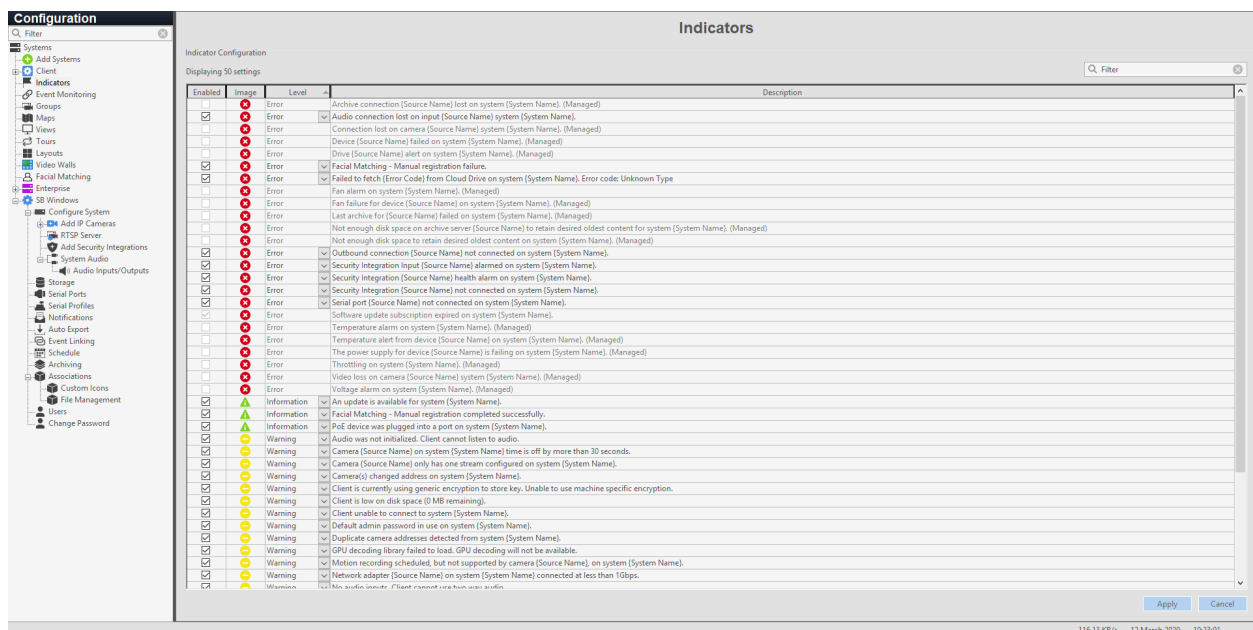 Configuration
Filter
Systems
Add Systems
Client
Indicators
Event Monitoring
Groups
Maps
Views
Tours
Layouts
Video Walls
Facial Matching
Enterprise
SB Windows
Configure System
Add IP Cameras
RTSP Server
Add Security Integrations
System Audio
Audio Inputs/Outputs
Storage
Serial Ports
Serial Profiles
Notifications
Auto Export
Event Linking
Schedule
Archiving
Associations
Custom Icons
File Management
Users
Change Password
Indicators
Indicator Configuration
Displaying 50 settings
Filter
Enabled Image Level Description
Error Archive connection {Source Name} lost on system {System Name}. (Managed)
Error Audio connection lost on input {Source Name} system {System Name}.
Error Connection lost on camera {Source Name} system {System Name}. (Managed)
Error Device {Source Name} failed on system {System Name}. (Managed)
Error Drive {Source Name} alert on system {System Name}. (Managed)
Error Facial Matching - Manual registration failure.
Error Failed to fetch {Error Code} from Cloud Drive on system {System Name}. Error code: Unknown Type
Error Fan alarm on system {System Name}. (Managed)
Error Fan failure for device {Source Name} on system {System Name}. (Managed)
Error Last archive for {Source Name} failed on system {System Name}. (Managed)
Error Not enough disk space on archive server {Source Name} to retain desired oldest content for system {System Name}. (Managed)
Error Not enough disk space to retain desired oldest content on system {System Name}. (Managed)
Error Outbound connection {Source Name} not connected on system {System Name}.
Error Security Integration Input {Source Name} alarmed on system {System Name}.
Error Security Integration {Source Name} health alarm on system {System Name}.
Error Security Integration {Source Name} not connected on system {System Name}.
Error Serial port {Source Name} not connected on system {System Name}.
Error Software update subscription expired on system {System Name}.
Error Temperature alarm on system {System Name}. (Managed)
Error Temperature alert from device {Source Name} on system {System Name}. (Managed)
Error The power supply for device {Source Name} is failing on system {System Name}. (Managed)
Error Throttling on system {System Name}. (Managed)
Error Video loss on camera {Source Name} system {System Name}. (Managed)
Error Voltage alarm on system {System Name}. (Managed)
Information An update is available for system {System Name}.
Information Facial Matching - Manual registration completed successfully.
Information PoE device was plugged into a port on system {System Name}.
Warning Audio was not initialized. Client cannot listen to audio.
Warning Camera {Source Name} on system {System Name} time is off by more than 30 seconds.
Warning Camera {Source Name} only has one stream configured on system {System Name}.
Warning Camera(s) changed address on system {System Name}.
Warning Client is currently using generic encryption to store key. Unable to use machine specific encryption.
Warning Client is low on disk space (0 MB remaining).
Warning Client unable to connect to system {System Name}.
Warning Default admin password in use on system {System Name}.
Warning Duplicate camera addresses detected from system {System Name}.
Warning GPU decoding library failed to load. GPU decoding will not be available.
Warning Motion recording scheduled, but not supported by camera {Source Name}, on system {System Name}.
Warning Network adapter {Source Name} on system {System Name} connected at less than 1Gbps.
Warning No audio inputs. Client cannot use two way audio.
Apply Cancel
116.13 KB/s 12 March 2020 10:23:01